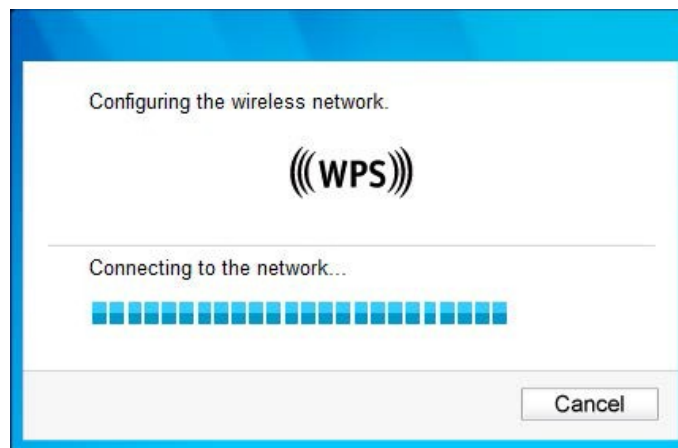 Configuring the wireless network.
WPS
Connecting to the network...
Cancel